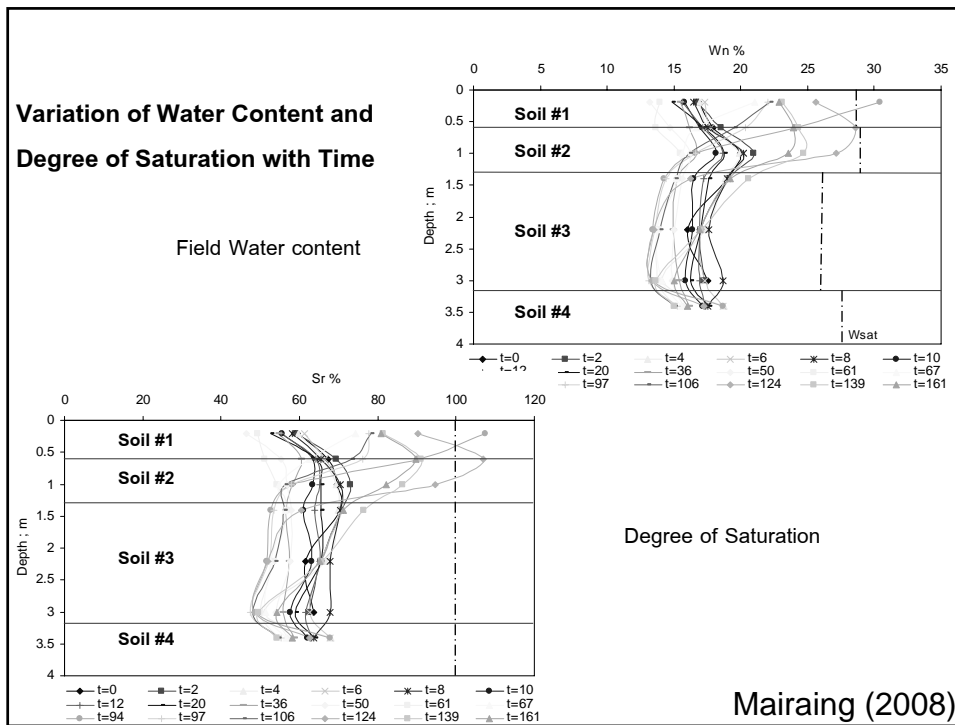 Variation of Water Content and
Degree of Saturation with Time
Field Water content
Wn %
0 5 10 15 20 25 30 35
0
0.5
1
1.5
2
2.5
3
3.5
4
Depth ; m
Soil #1
Soil #2
Soil #3
Soil #4
Wsat
t=0 t=2 t=4 t=6 t=8 t=10
t=12 t=20 t=36 t=50 t=61 t=67
t=97 t=106 t=124 t=139 t=161
Sr %
0 20 40 60 80 100 120
0
0.5
1
1.5
2
2.5
3
3.5
4
Depth ; m
Soil #1
Soil #2
Soil #3
Soil #4
t=0 t=2 t=4 t=6 t=8 t=10
t=12 t=20 t=36 t=50 t=61 t=67
t=94 t=97 t=106 t=124 t=139 t=161
Degree of Saturation
Mairaing (2008)